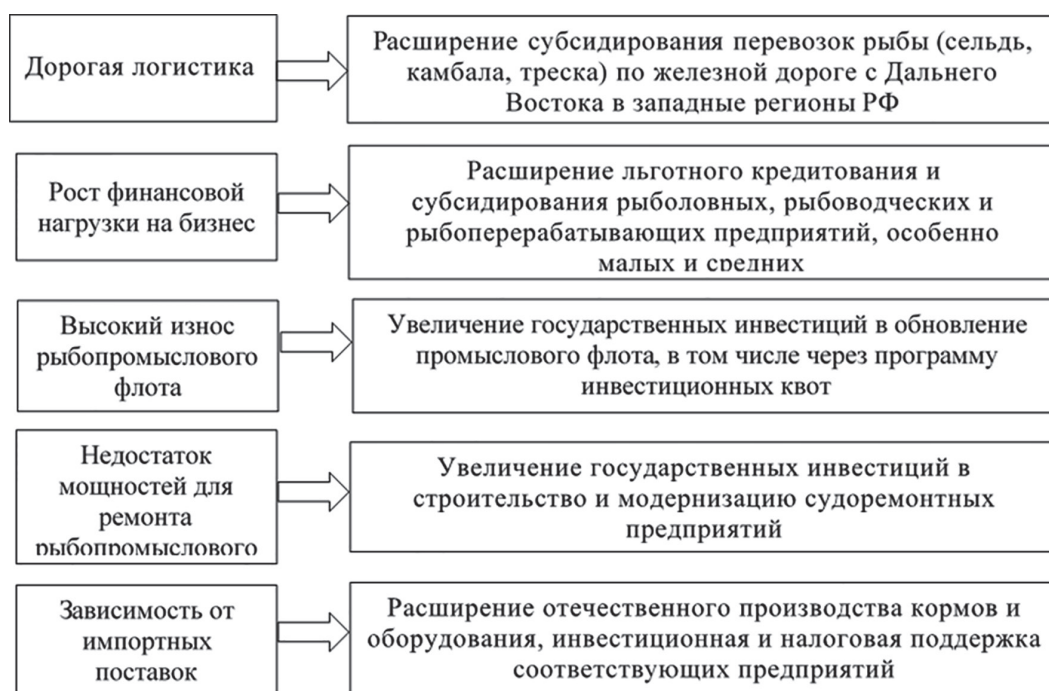 Дорогая логистика
Расширение субсидирования перевозок рыбы (сельдь,
камбала, треска) по железной дороге с Дальнего
Востока в западные регионы РФ
Рост финансовой
нагрузки на бизнес
Расширение льготного кредитования и
субсидирования рыболовных, рыбоводческих и
рыбоперерабатывающих предприятий, особенно
малых и средних
Высокий износ
рыбопромыслового
флота
Увеличение государственных инвестиций в обновление
промыслового флота, в том числе через программу
инвестиционных квот
Недостаток
мощностей для
ремонта
рыбопромыслового
Увеличение государственных инвестиций в
строительство и модернизацию судоремонтных
предприятий
Зависимость от
импортных
поставок
Расширение отечественного производства кормов и
оборудования, инвестиционная и налоговая поддержка
соответствующих предприятий